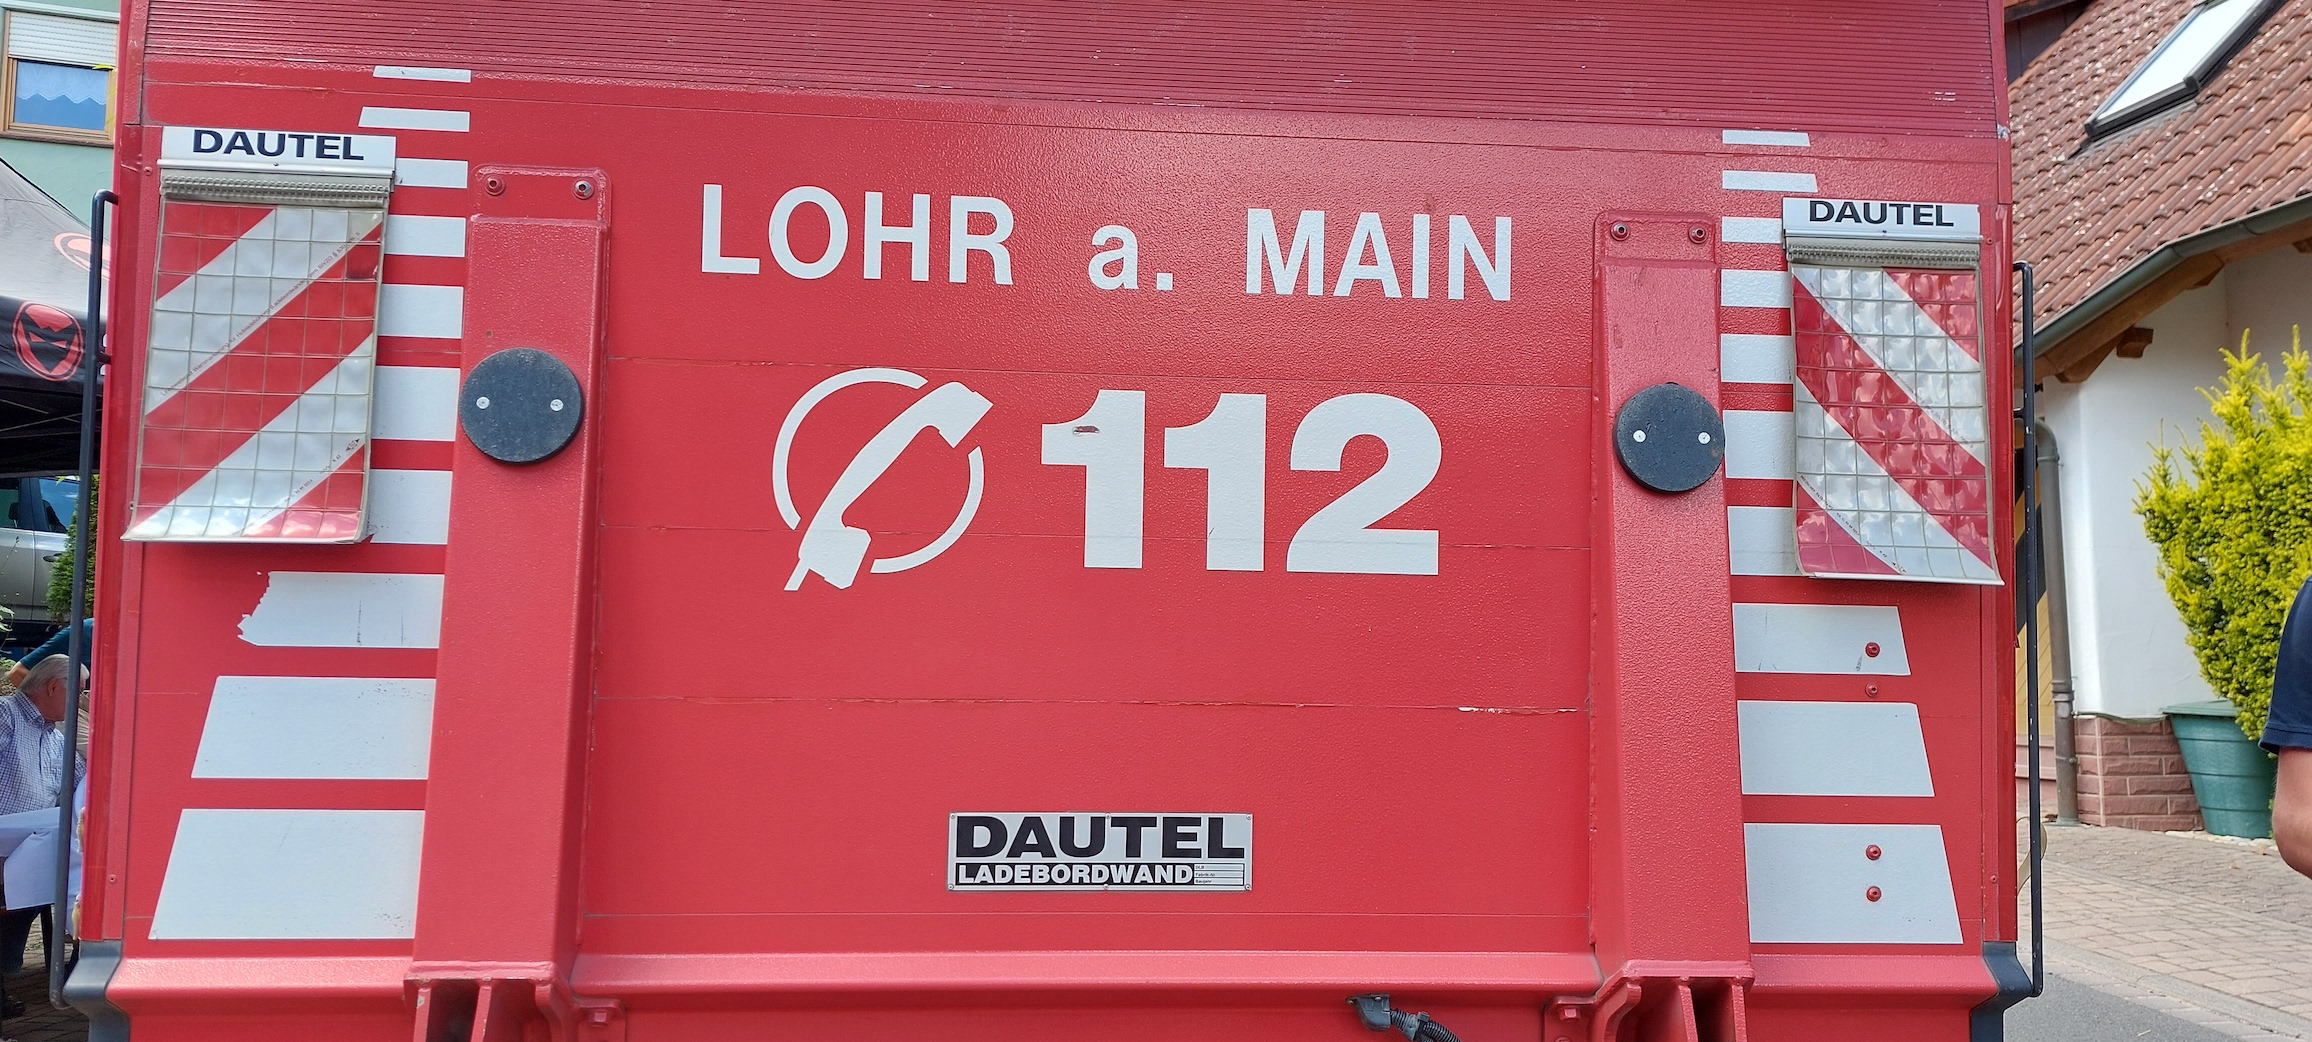 DAUTEL
DAUTEL
LOHR a. MAIN
112
DAUTEL
LADEBORDWAND